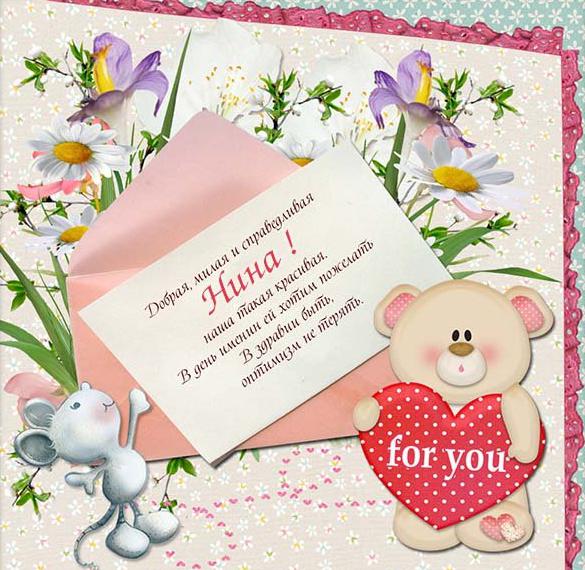 Добрая, милая и справедливая
Нина !
наша такая красивая.
В день именин ей хотим пожелать
В здравии быть,
оптимизм не терять.
for you